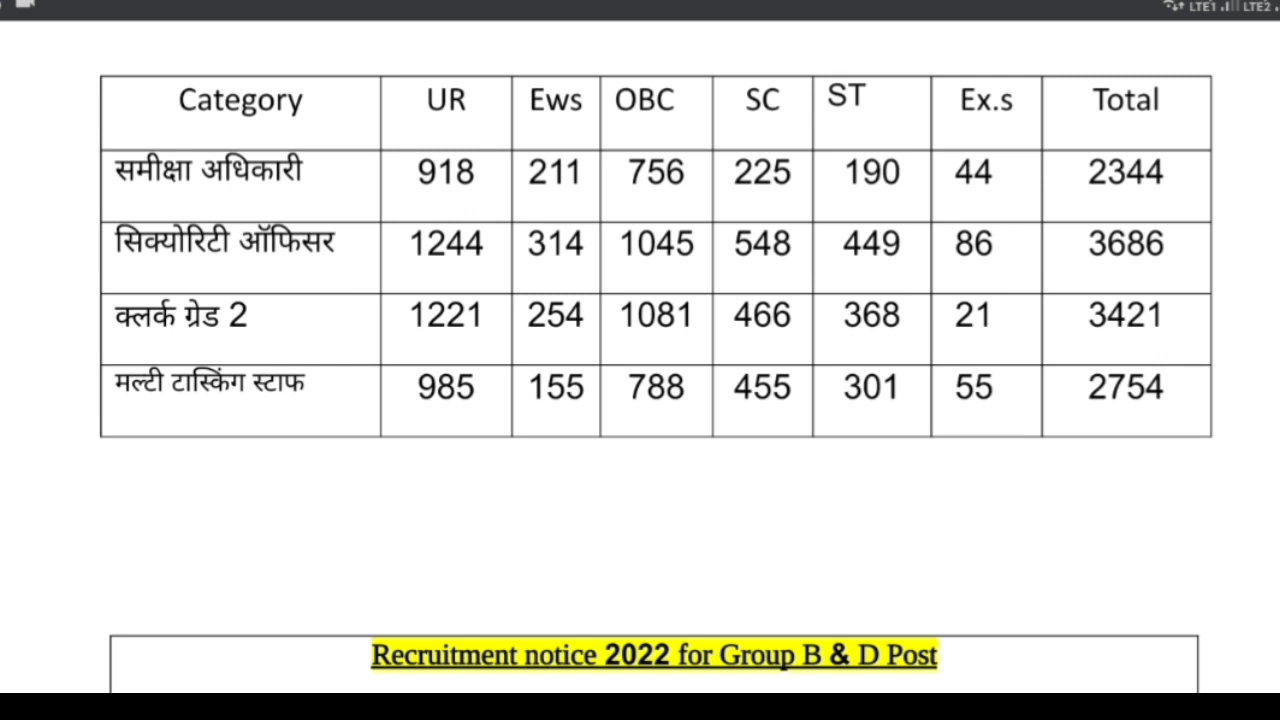 LTE1 LTE2
Category UR Ews OBC SC ST Ex.s Total
समीक्षा अधिकारी 918 211 756 225 190 44 2344
सिक्योरिटी ऑफिसर 1244 314 1045 548 449 86 3686
क्लर्क ग्रेड 2 1221 254 1081 466 368 21 3421
मल्टी टास्किंग स्टाफ 985 155 788 455 301 55 2754
Recruitment notice 2022 for Group B & D Post